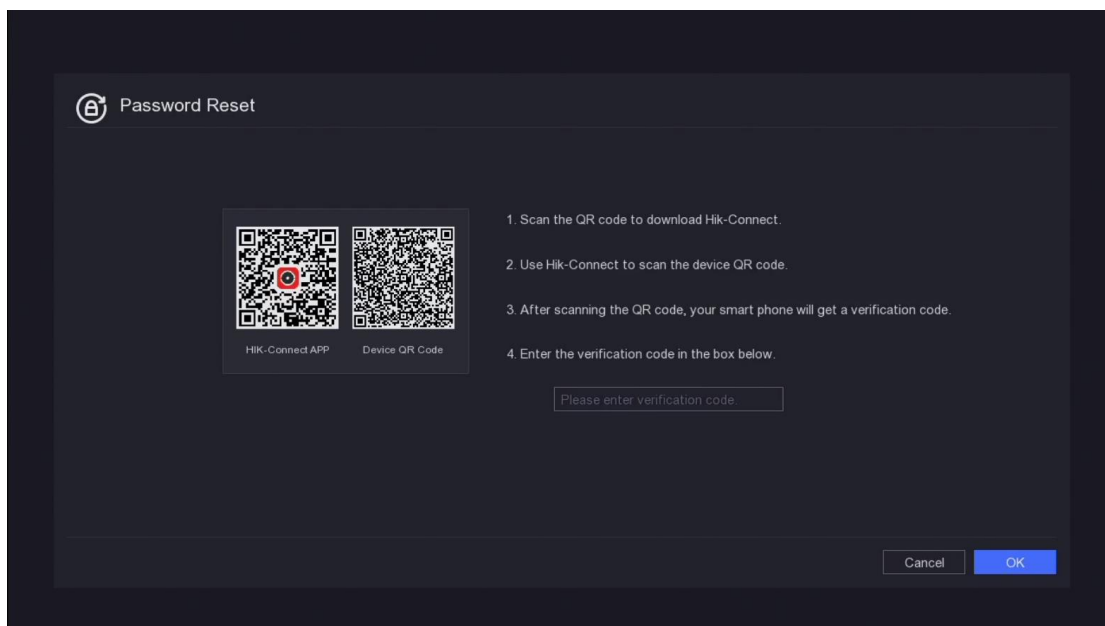 Password Reset
1. Scan the QR code to download Hik-Connect.
2. Use Hik-Connect to scan the device QR code.
3. After scanning the QR code, your smart phone will get a verification code.
4. Enter the verification code in the box below.
HIK-Connect APP
Device QR Code
Please enter verification code.
Cancel
OK